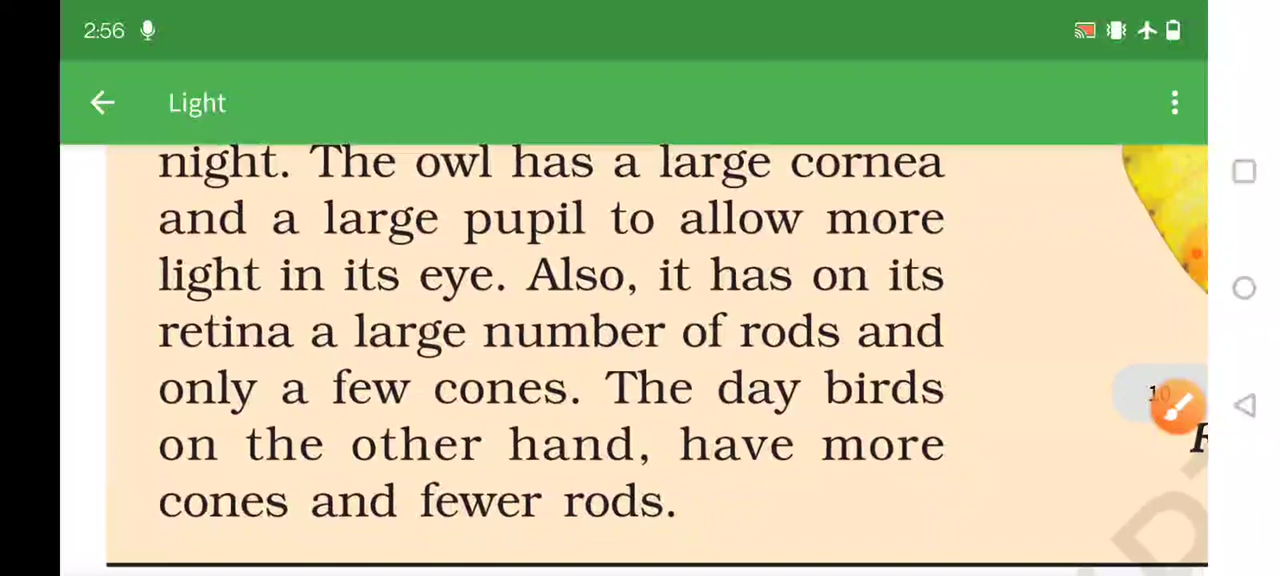 2:56
Light
night. The owl has a large cornea
and a large pupil to allow more
light in its eye. Also, it has on its
retina a large number of rods and
only a few cones. The day birds
on the other hand, have more
cones and fewer rods.
10